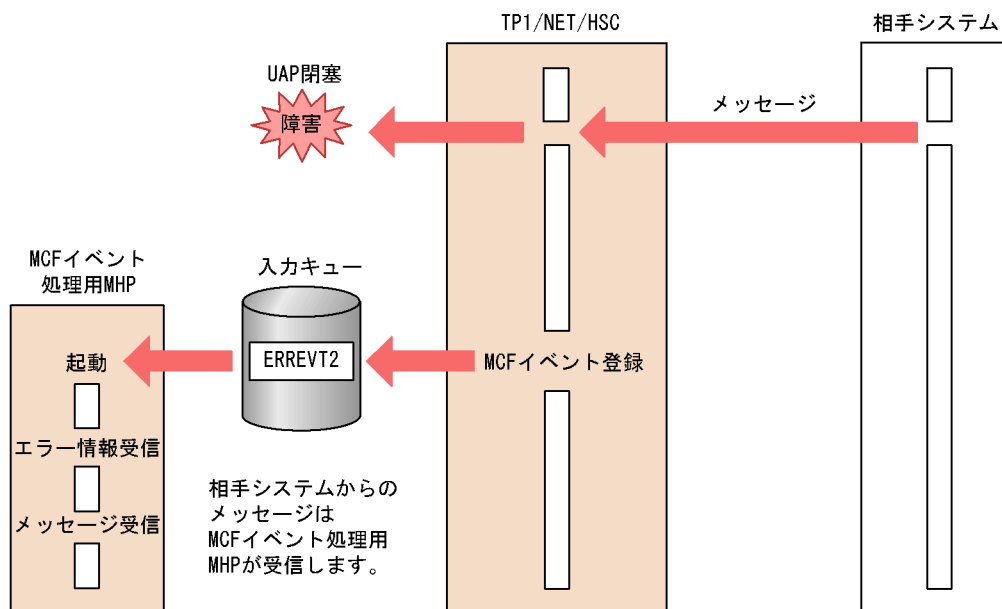 TP1/NET/HSC
相手システム
UAP閉塞
障害
メッセージ
MCFイベント
処理用MHP
入力キュー
起動
ERREVT2
MCFイベント登録
エラー情報受信
メッセージ受信
相手システムからの
メッセージは
MCFイベント処理用
MHPが受信します。